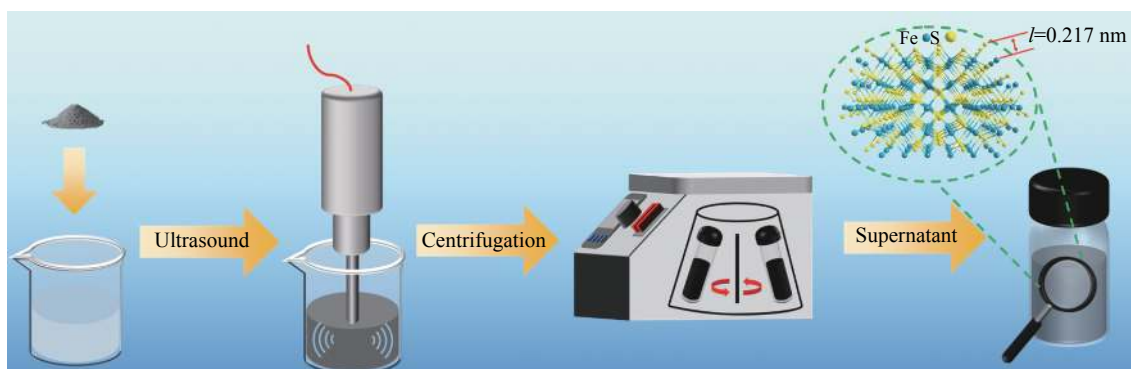 Fe S
l=0.217 nm
Ultrasound
Centrifugation
Supernatant